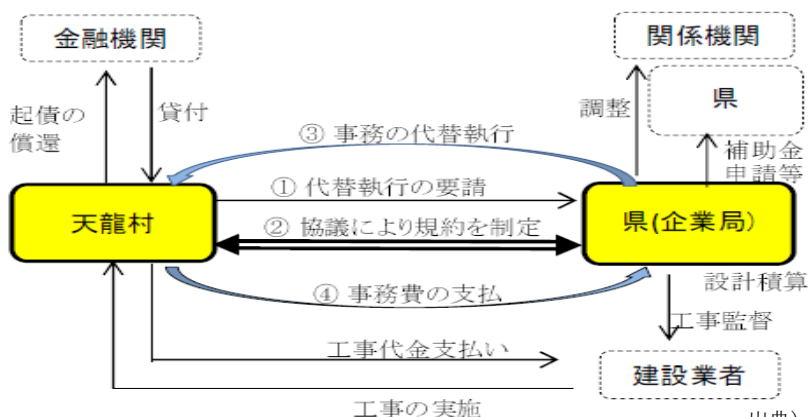 金融機関
関係機関
県
起債の
償還
貸付
調整
補助金
申請等
③ 事務の代替執行
① 代替執行の要請
天龍村
② 協議により規約を制定
県(企業局)
④ 事務費の支払
設計積算
工事監督
工事代金支払い
建設業者
工事の実施